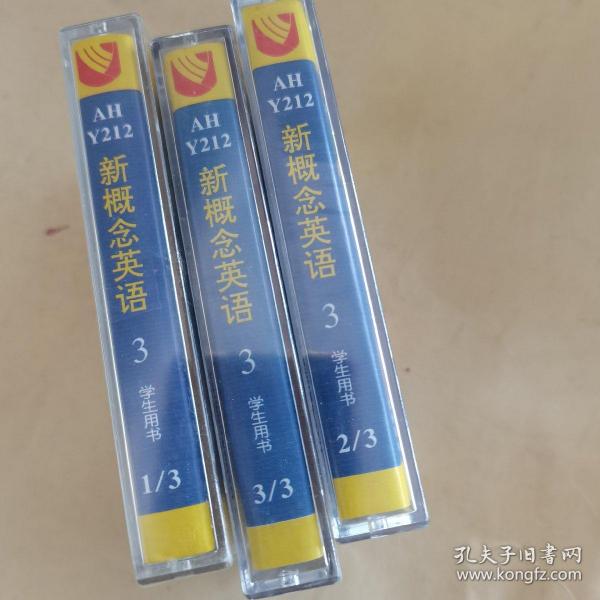 AH
Y212
新概念英语
3
学生用书
1/3
AH
Y212
新概念英语
3
学生用书
3/3
AH
Y212
新概念英语
3
学生用书
2/3
孔夫子旧书网
www.kongfz.com